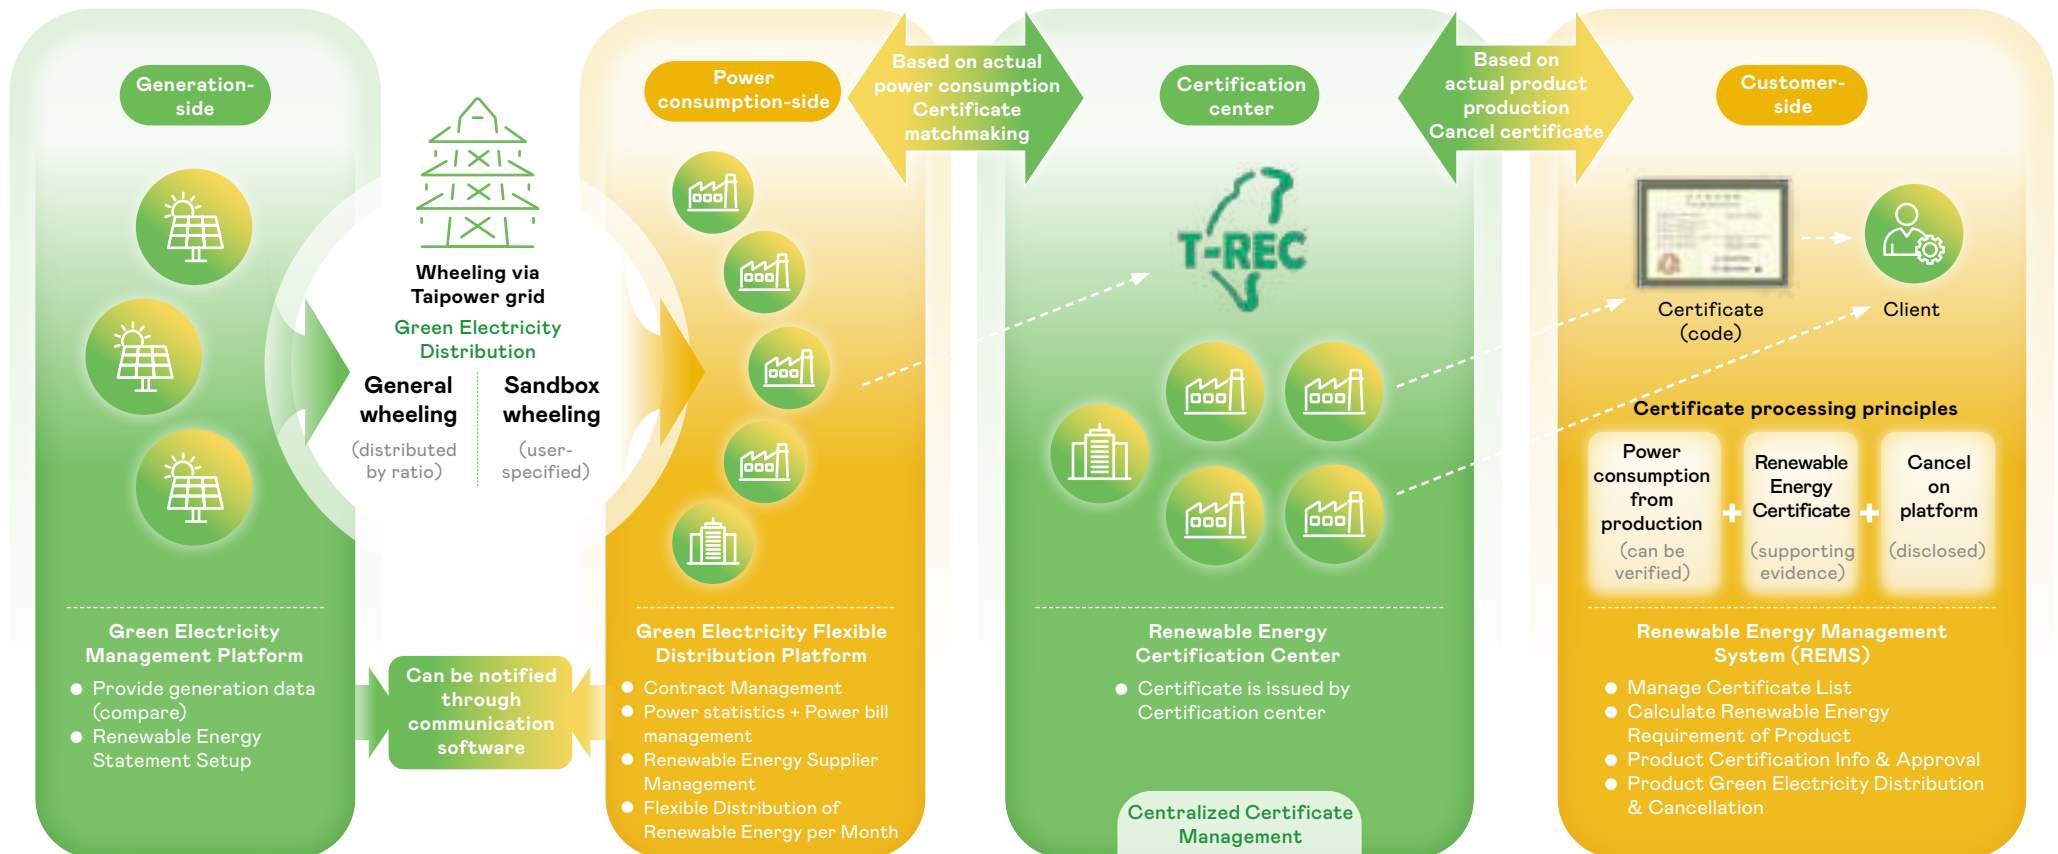 Generation-
side
Wheeling via
Taipower grid
Green Electricity
Distribution
General
wheeling
(distributed
by ratio)
Sandbox
wheeling
(user-
specified)
Green Electricity
Management Platform
Provide generation data
(compare)
Renewable Energy
Statement Setup
Can be notified
through
communication
software
Power
consumption-side
Green Electricity Flexible
Distribution Platform
Contract Management
Power statistics + Power bill
management
Renewable Energy Supplier
Management
Flexible Distribution of
Renewable Energy per Month
Based on actual
power consumption
Certificate
matchmaking
Certification
center
T-REC
Renewable Energy
Certification Center
Certificate is issued by
Certification center
Centralized Certificate
Management
Based on
actual product
production
Cancel certificate
Customer-
side
Certificate
(code)
Client
Certificate processing principles
Power
consumption
from
production
(can be
verified)
+
Renewable
Energy
Certificate
(supporting
evidence)
+
Cancel
on
platform
(disclosed)
Renewable Energy Management
System (REMS)
Manage Certificate List
Calculate Renewable Energy
Requirement of Product
Product Certification Info & Approval
Product Green Electricity Distribution
& Cancellation